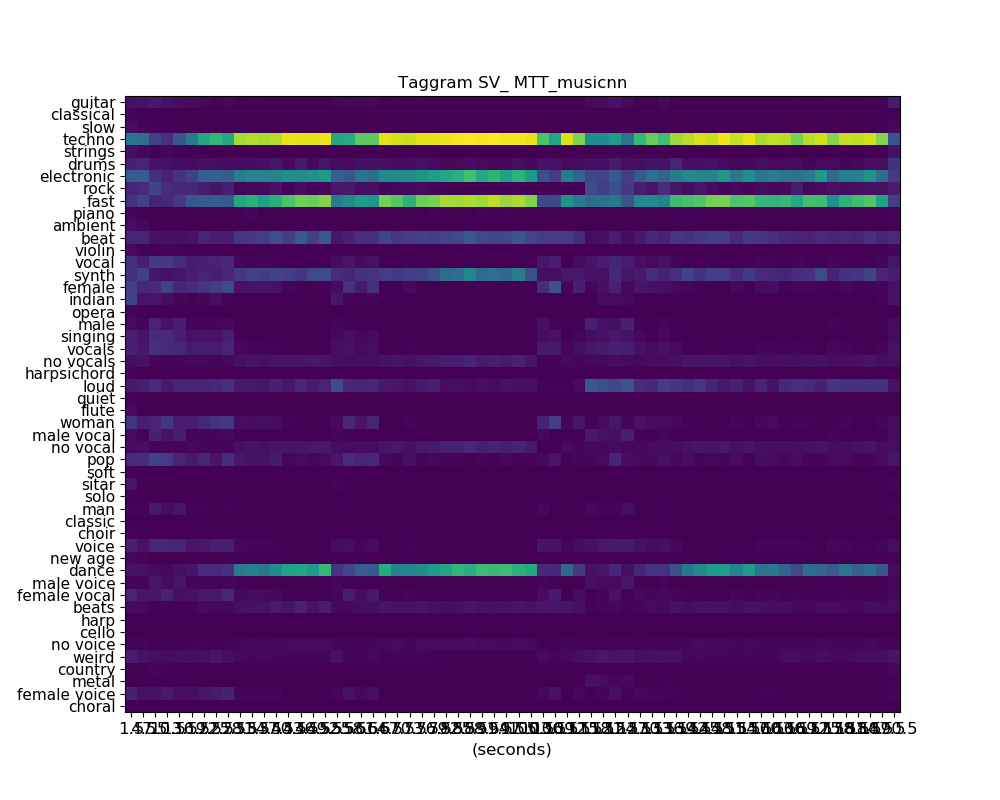 Taggram SV_ MTT_musicnn
guitar
classical
slow
techno
strings
drums
electronic
rock
fast
piano
ambient
beat
violin
vocal
synth
female
indian
opera
male
singing
vocals
no vocals
harpsichord
loud
quiet
flute
woman
male vocal
no vocal
pop
soft
sitar
solo
man
classic
choir
voice
new age
dance
male voice
female vocal
beats
harp
cello
no voice
weird
country
metal
female voice
choral
(seconds)